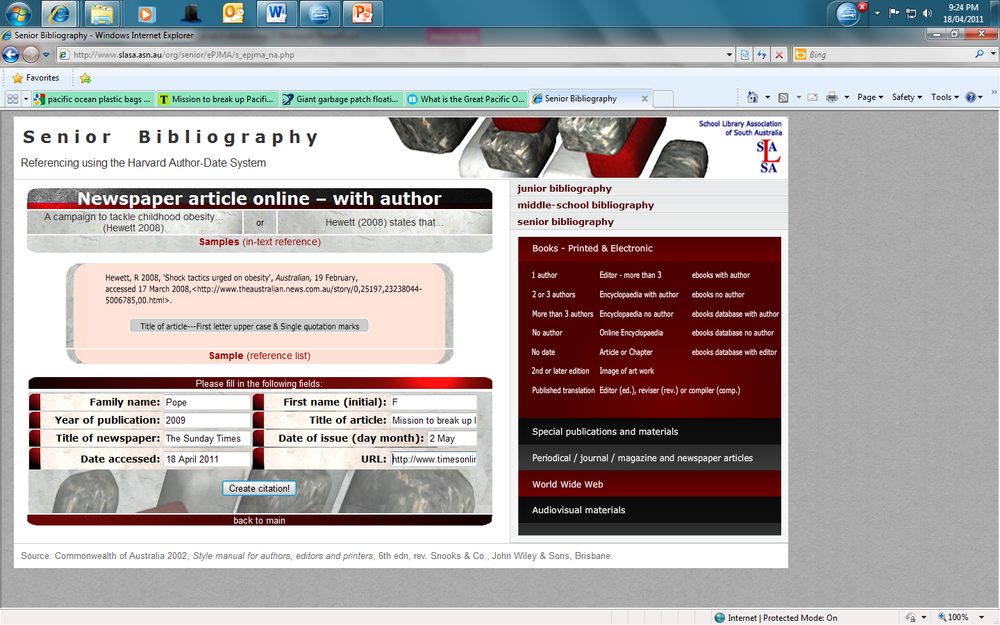 9:24 PM
18/04/2011
Senior Bibliography - Windows Internet Explorer
http://www.slasa.asn.au/org/senior/ePJMA/s_epjma_na.php
Bing
Favorites
pacific ocean plastic bags ...
Mission to break up Pacifi...
Giant garbage patch floati...
What is the Great Pacific O...
Senior Bibliography
Page
Safety
Tools
Senior Bibliography
Referencing using the Harvard Author-Date System
School Library Association
of South Australia
SLA
SA
Newspaper article online – with author
A campaign to tackle childhood obesity…
(Hewett 2008).
or
Hewett (2008) states that...
Samples (in-text reference)
Hewett, R 2008, 'Shock tactics urged on obesity', Australian, 19 February,
accessed 17 March 2008,<http://www.theaustralian.news.com.au/story/0,25197,23238044-
5006785,00.html>.
Title of article---First letter upper case & Single quotation marks
Sample (reference list)
Please fill in the following fields:
Family name: Pope
First name (initial): F
Year of publication: 2009
Title of article: Mission to break up
Title of newspaper: The Sunday Times
Date of issue (day month): 2 May
Date accessed: 18 April 2011
URL: http://www.timesonlin
Create citation!
back to main
junior bibliography
middle-school bibliography
senior bibliography
Books - Printed & Electronic
1 author
Editor - more than 3
ebooks with author
2 or 3 authors
Encyclopaedia with author
ebooks no author
More than 3 authors
Encyclopaedia no author
ebooks database with author
No author
Online Encyclopaedia
ebooks database no author
No date
Article or Chapter
ebooks database with editor
2nd or later edition
Image of art work
Published translation
Editor (ed.), reviser (rev.) or compiler (comp.)
Special publications and materials
Periodical / journal / magazine and newspaper articles
World Wide Web
Audiovisual materials
Source: Commonwealth of Australia 2002, Style manual for authors, editors and printers, 6th edn, rev. Snooks & Co., John Wiley & Sons, Brisbane.
Internet | Protected Mode: On
100%